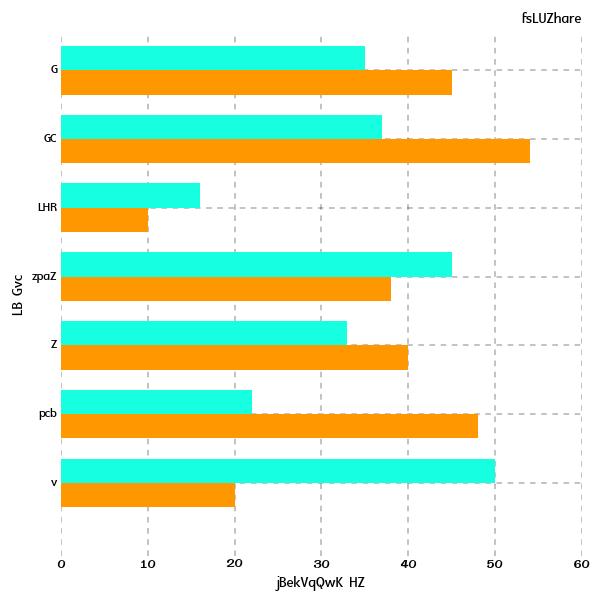 fsLUZhare
G
GC
LHR
zpaZ
Z
pcb
v
LB Gvc
0 10 20 30 40 50 60
jBekVqQwK HZ